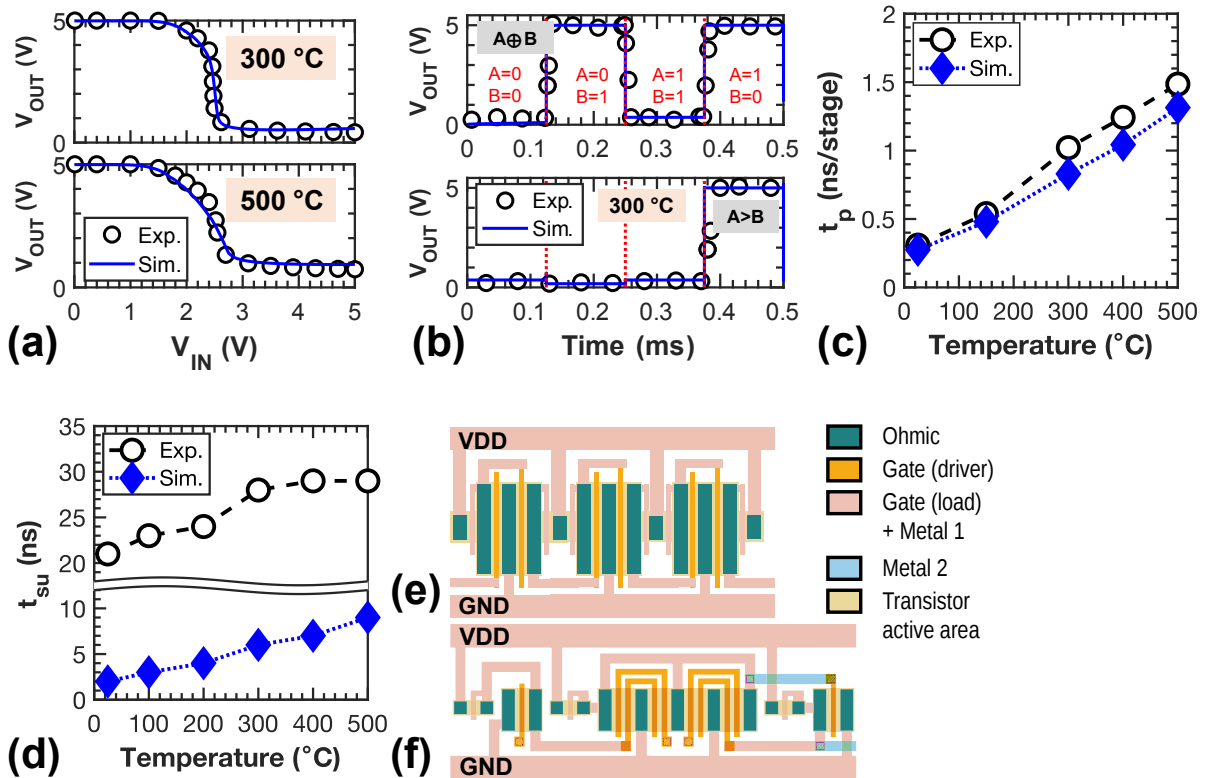 5
0
5
0
V_OUT (V)
V_OUT (V)
300 °C
500 °C
Exp.
Sim.
0 1 2 3 4 5
V_IN (V)
(a)
5
0
5
0
V_OUT (V)
V_OUT (V)
A⊕B
A=0 A=0 A=1 A=1
B=0 B=1 B=1 B=0
0 0.1 0.2 0.3 0.4 0.5
Exp.
Sim.
300 °C
A>B
0 0.1 0.2 0.3 0.4 0.5
Time (ms)
(b)
2
1.5
1
0.5
0
t_p (ns/stage)
Exp.
Sim.
0 100 200 300 400 500
Temperature (°C)
(c)
35
30
25
20
10
5
0
t_su (ns)
Exp.
Sim.
0 100 200 300 400 500
Temperature (°C)
(d)
VDD
GND
(e)
VDD
GND
(f)
Ohmic
Gate (driver)
Gate (load)
+ Metal 1
Metal 2
Transistor
active area